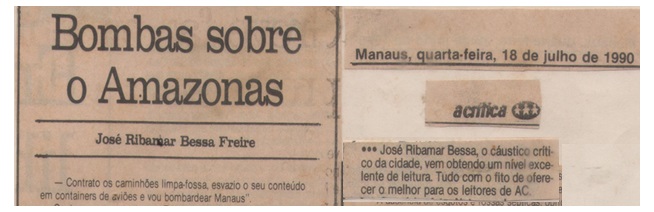 Bombas sobre
o Amazonas
José Ribamar Bessa Freire
— Contrato os caminhões limpa-fossa, esvazio o seu conteúdo
em containers de aviões e vou bombardear Manaus".
Manaus, quarta-feira, 18 de julho de 1990
acrítica
••• José Ribamar Bessa, o cáustico críti-
co da cidade, vem obtendo um nível exce-
lente de leitura. Tudo com o fito de ofere-
cer o melhor para os leitores de AC.